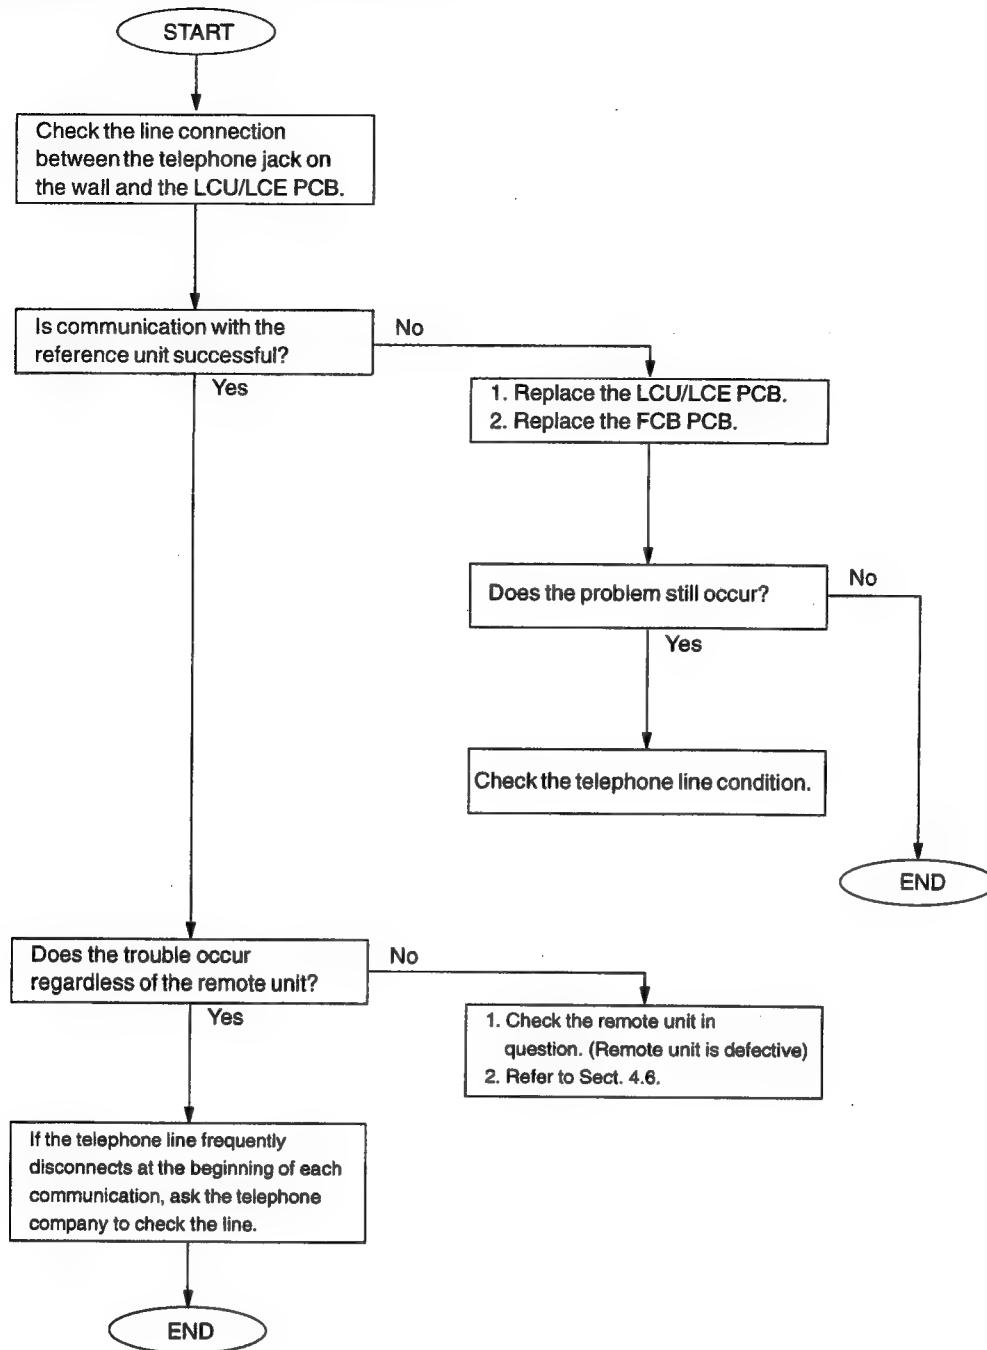 START
Check the line connection
between the telephone jack on
the wall and the LCU/LCE PCB.
Is communication with the
reference unit successful?
No
Yes
1. Replace the LCU/LCE PCB.
2. Replace the FCB PCB.
Does the problem still occur?
No
Yes
Check the telephone line condition.
END
Does the trouble occur
regardless of the remote unit?
No
Yes
1. Check the remote unit in
question. (Remote unit is defective)
2. Refer to Sect. 4.6.
If the telephone line frequently
disconnects at the beginning of each
communication, ask the telephone
company to check the line.
END